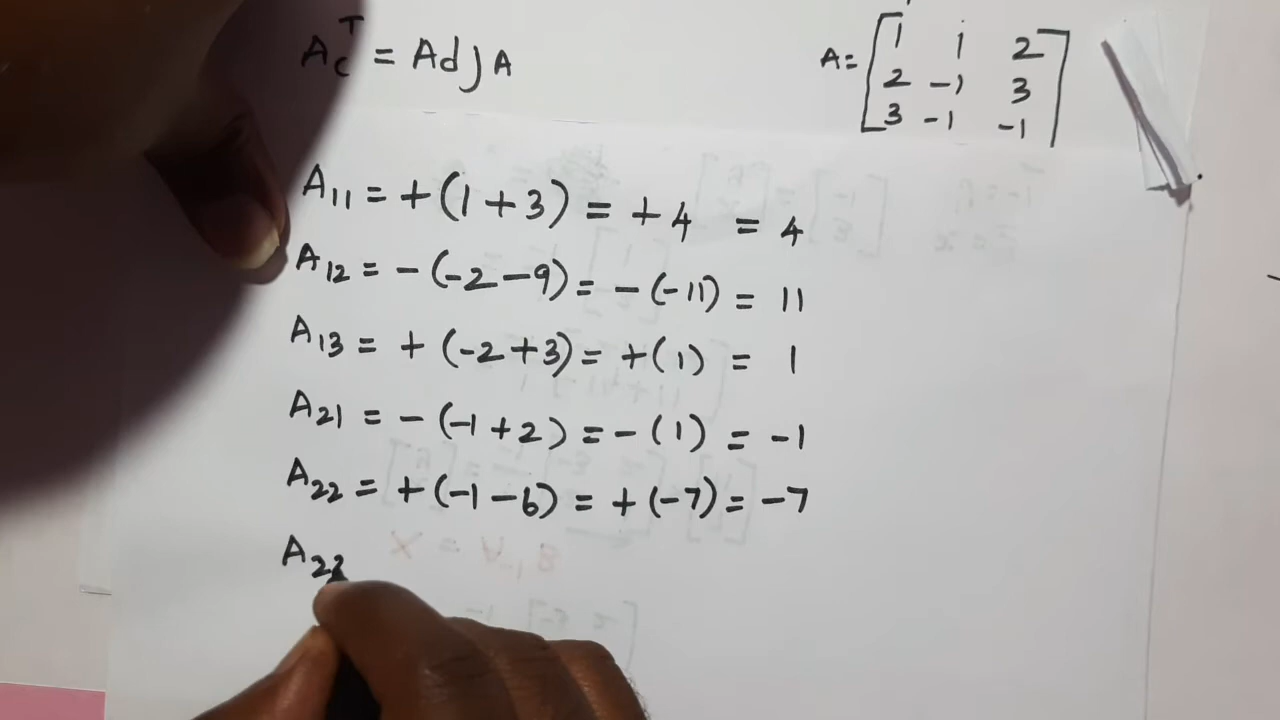 A_C^T = Adj A
A = [1 1 2
2 -1 3
3 -1 -1]
A11 = +(1+3) = +4 = 4
A12 = -(-2-9) = -(-11) = 11
A13 = +(-2+3) = +(1) = 1
A21 = -(-1+2) = -(1) = -1
A22 = +(-1-6) = +(-7) = -7
A23